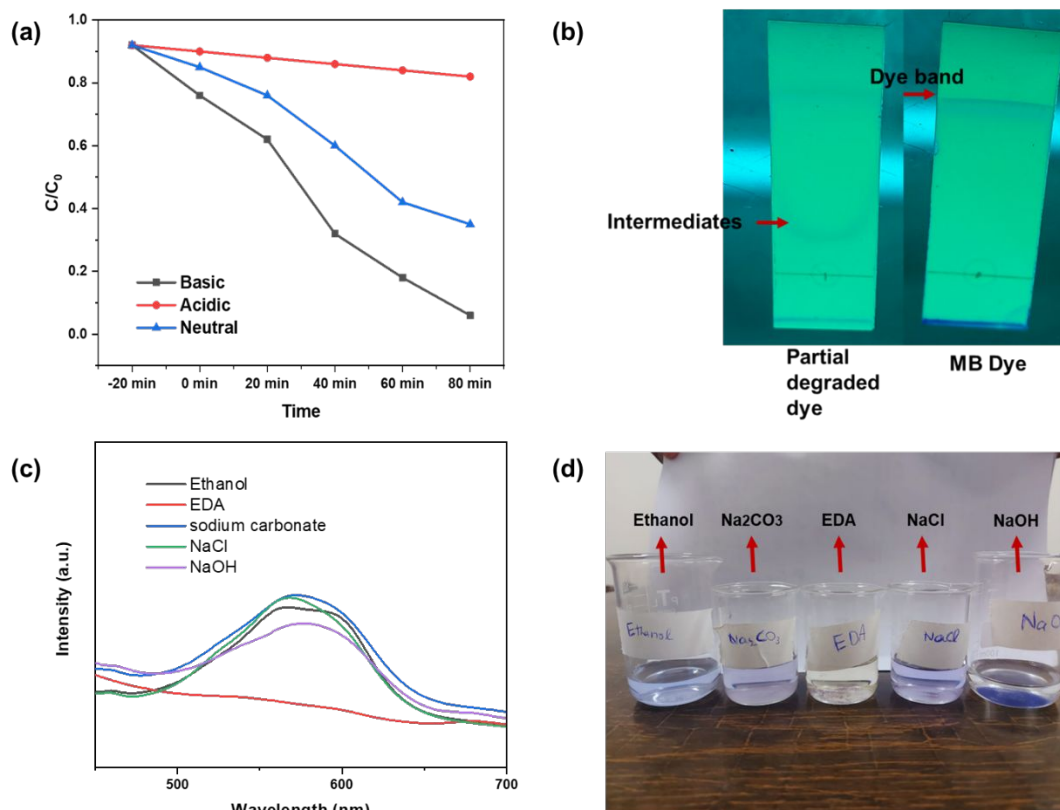 (a)
1.0
0.8
0.6
0.4
0.2
0.0
C/C0
Basic
Acidic
Neutral
-20 min 0 min 20 min 40 min 60 min 80 min
Time
(b)
Dye band
Intermediates
Partial
degraded
dye
MB Dye
(c)
Ethanol
EDA
sodium carbonate
NaCl
NaOH
Intensity (a.u.)
500 600 700
Wavelength (nm)
(d)
Ethanol Na2CO3 EDA NaCl NaOH
Ethanol
Na2CO3
EDA
NaCl